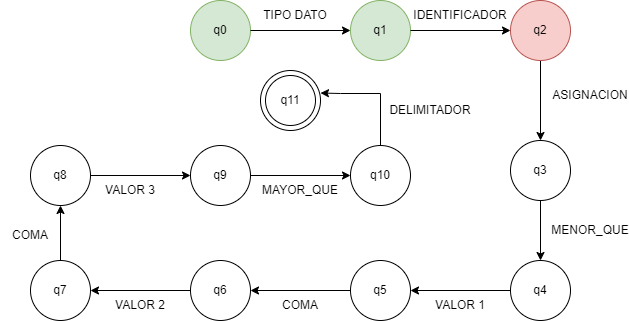 TIPO DATO
IDENTIFICADOR
q0
q1
q2
ASIGNACION
q11
DELIMITADOR
q8
VALOR 3
q9
MAYOR_QUE
q10
q3
COMA
MENOR_QUE
q7
VALOR 2
q6
COMA
q5
VALOR 1
q4